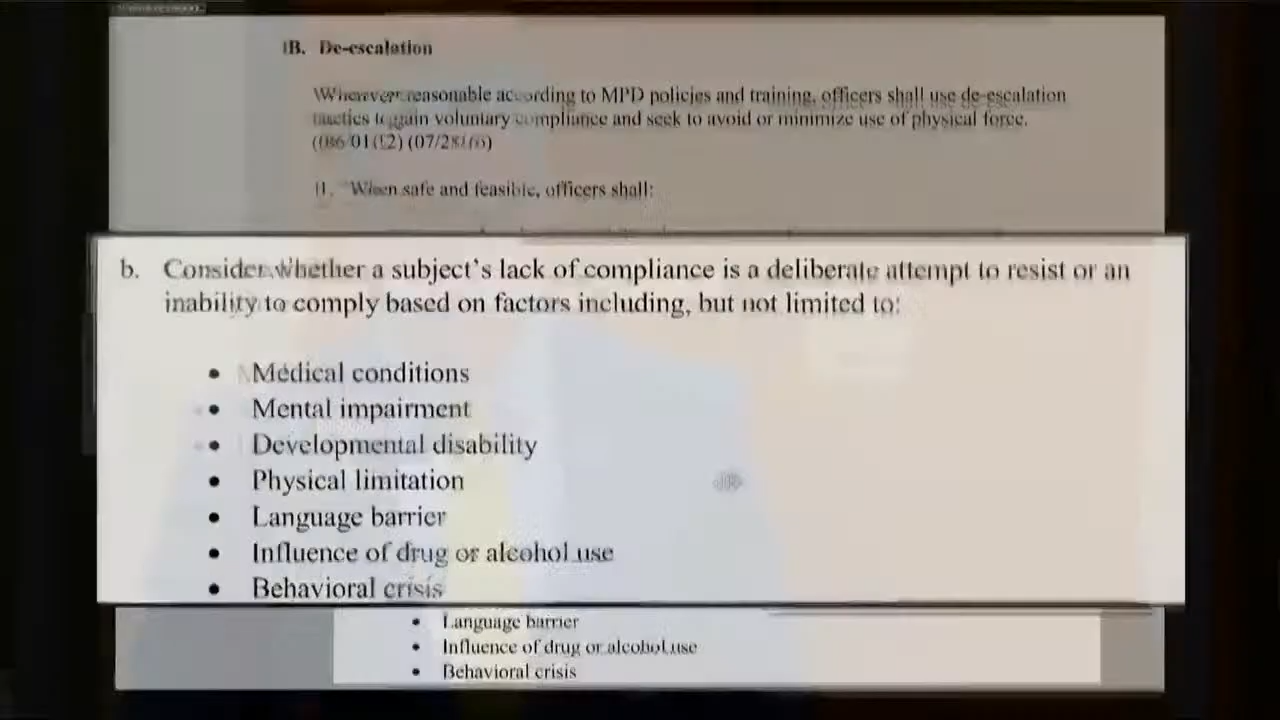 B. De-escalation
Whenever reasonable according to MPD policies and training, officers shall use de-escalation
tactics to gain voluntary compliance and seek to avoid or minimize use of physical force.
1. When safe and feasible, officers shall:
b. Consider whether a subject's lack of compliance is a deliberate attempt to resist or an
inability to comply based on factors including, but not limited to:
• Medical conditions
• Mental impairment
• Developmental disability
• Physical limitation
• Language barrier
• Influence of drug or alcohol use
• Behavioral crisis
• Language barrier
• Influence of drug or alcohol use
• Behavioral crisis